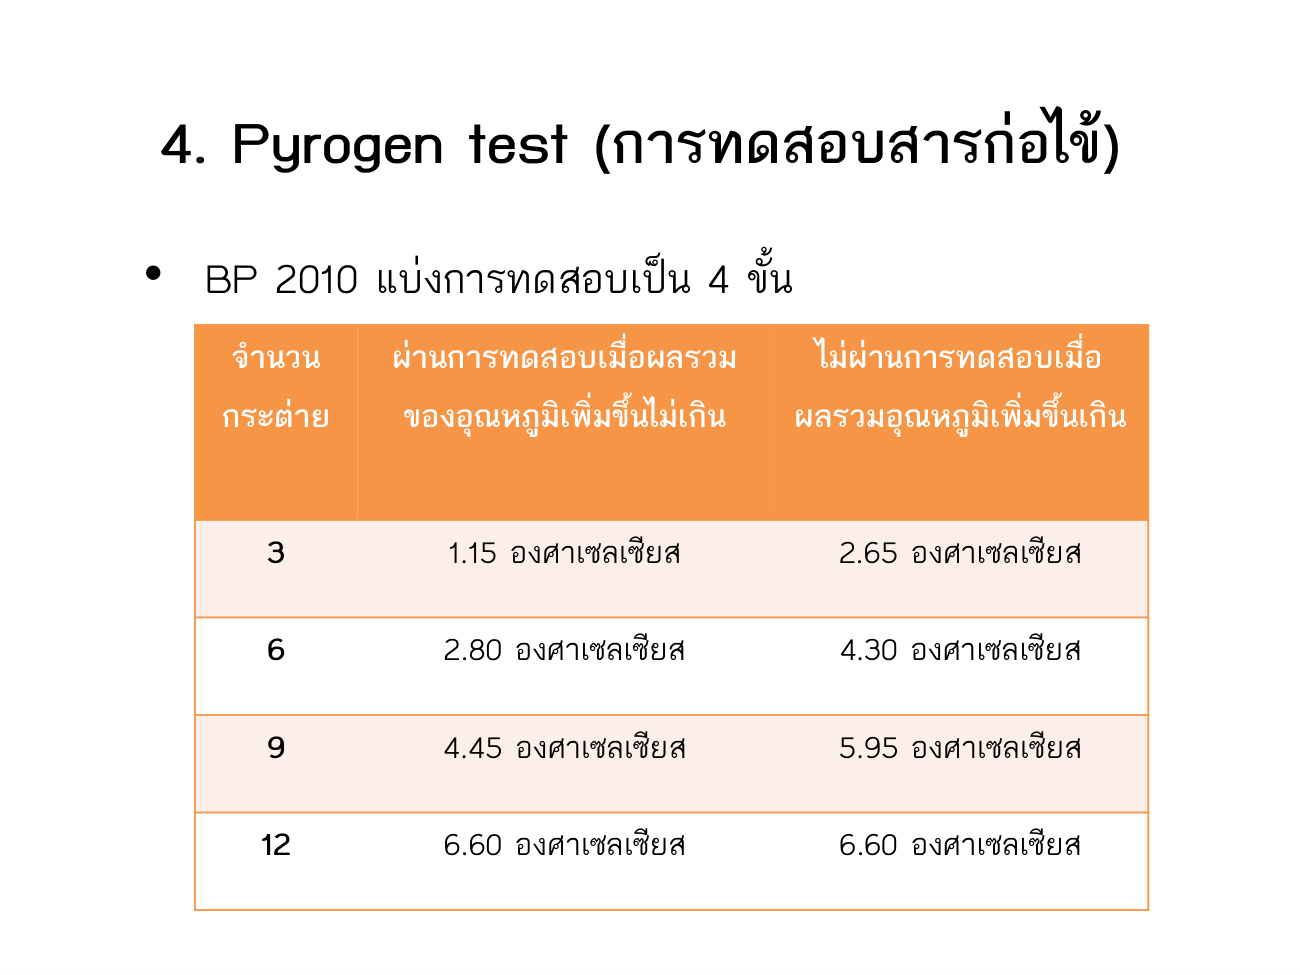 4. Pyrogen test (การทดสอบสารก่อไข้)
• BP 2010 แบ่งการทดสอบเป็น 4 ขั้น
จำนวน ผ่านการทดสอบเมื่อผลรวม ไม่ผ่านการทดสอบเมื่อ
กระต่าย ของอุณหภูมิเพิ่มขึ้นไม่เกิน ผลรวมอุณหภูมิเพิ่มขึ้นเกิน
3 1.15 องศาเซลเซียส 2.65 องศาเซลเซียส
6 2.80 องศาเซลเซียส 4.30 องศาเซลเซียส
9 4.45 องศาเซลเซียส 5.95 องศาเซลเซียส
12 6.60 องศาเซลเซียส 6.60 องศาเซลเซียส